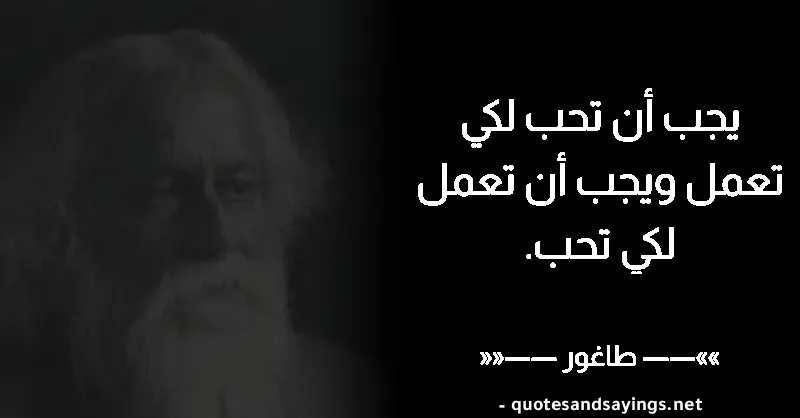 يجب أن تحب لكي
تعمل ويجب أن تعمل
لكي تحب.
««—— طاغور ——»»
- quotesandsayings.net